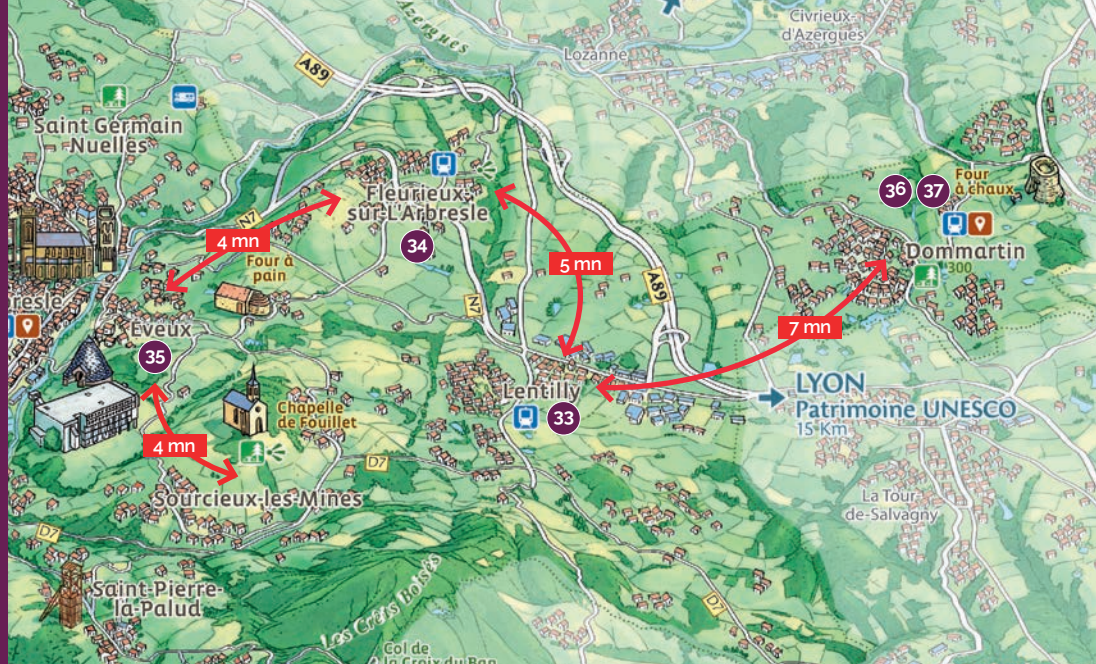 Azergues
Civrieux-
d'Azergues
Lozanne
A89
Saint Germain
Nuelles
Fleurieux-
sur-L'Arbresle
34
N7
4 mn
Four à
pain
5 mn
36
37
Four
à chaux
Dommartin
300
bresle
Eveux
35
N7
A89
7 mn
Lentilly
33
LYON
Patrimoine UNESCO
15 Km
Chapelle
de Fouillet
4 mn
D7
Sourcieux-les-Mines
La Tour-
de-Salvagny
D7
Saint-Pierre-
la-Palud
Les Crêts Boisés
D7
Col de
la Croix du Ban